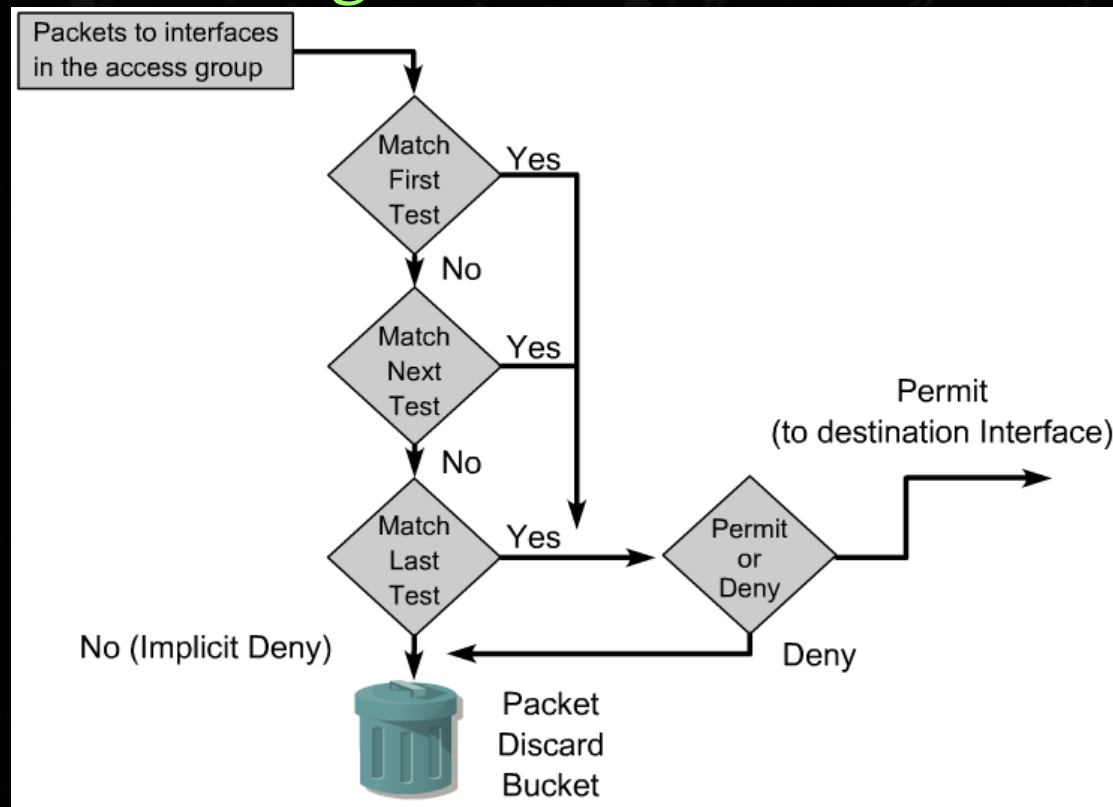 Packets to interfaces
in the access group
Match
First
Test
Yes
No
Match
Next
Test
Yes
No
Match
Last
Test
Yes
No (Implicit Deny)
Permit
or
Deny
Permit
(to destination Interface)
Deny
Packet
Discard
Bucket